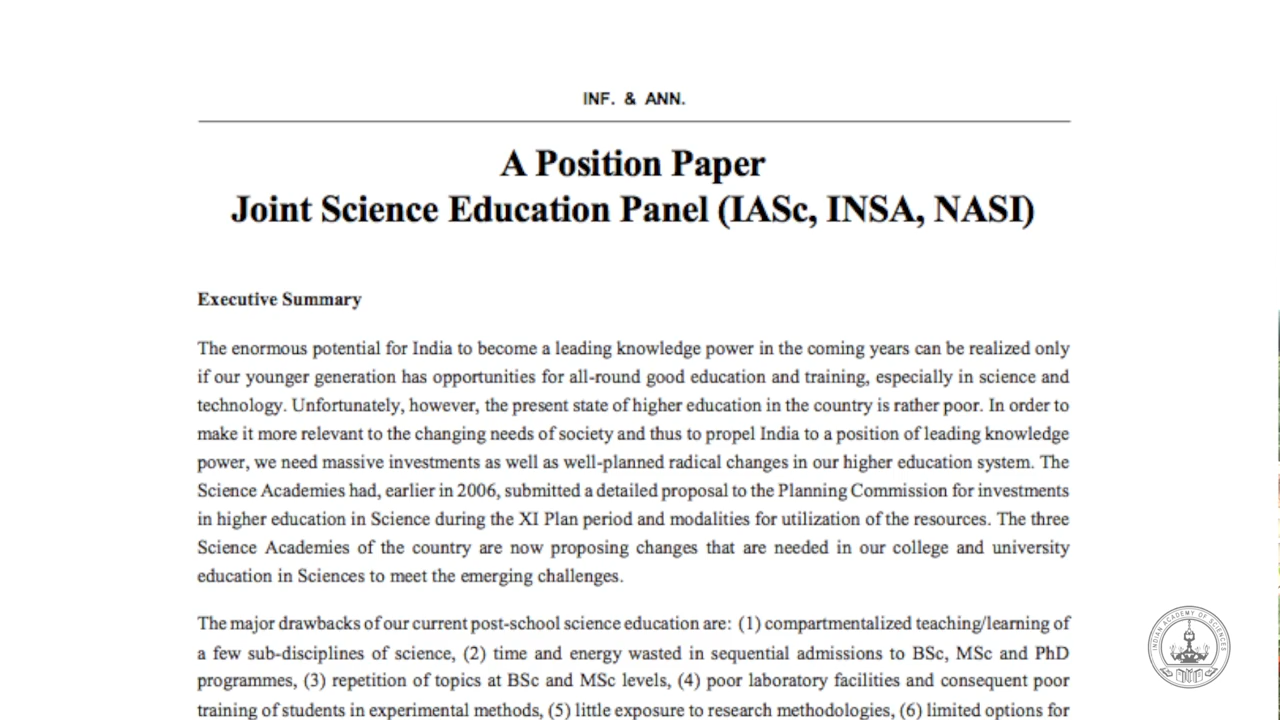 INF. & ANN.
A Position Paper
Joint Science Education Panel (IASc, INSA, NASI)
Executive Summary
The enormous potential for India to become a leading knowledge power in the coming years can be realized only
if our younger generation has opportunities for all-round good education and training, especially in science and
technology. Unfortunately, however, the present state of higher education in the country is rather poor. In order to
make it more relevant to the changing needs of society and thus to propel India to a position of leading knowledge
power, we need massive investments as well as well-planned radical changes in our higher education system. The
Science Academies had, earlier in 2006, submitted a detailed proposal to the Planning Commission for investments
in higher education in Science during the XI Plan period and modalities for utilization of the resources. The three
Science Academies of the country are now proposing changes that are needed in our college and university
education in Sciences to meet the emerging challenges.
The major drawbacks of our current post-school science education are: (1) compartmentalized teaching/learning of
a few sub-disciplines of science, (2) time and energy wasted in sequential admissions to BSc, MSc and PhD
programmes, (3) repetition of topics at BSc and MSc levels, (4) poor laboratory facilities and consequent poor
training of students in experimental methods, (5) little exposure to research methodologies, (6) limited options for
INDIAN ACADEMY OF SCIENCES